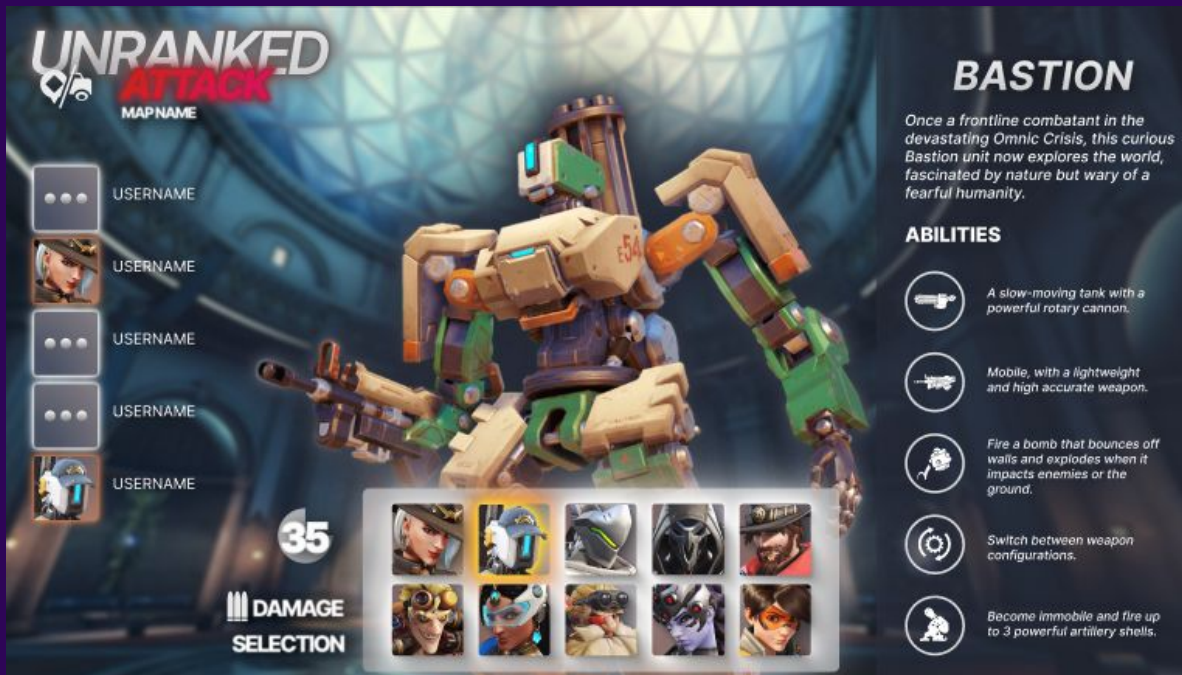 UNRANKED
ATTACK
MAP NAME
USERNAME
USERNAME
USERNAME
USERNAME
USERNAME
35
DAMAGE
SELECTION
E54
BASTION
Once a frontline combatant in the
devastating Omnic Crisis, this curious
Bastion unit now explores the world,
fascinated by nature but wary of a
fearful humanity.
ABILITIES
A slow-moving tank with a
powerful rotary cannon.
Mobile, with a lightweight
and high accurate weapon.
Fire a bomb that bounces off
walls and explodes when it
impacts enemies or the
ground.
Switch between weapon
configurations.
Become immobile and fire up
to 3 powerful artillery shells.